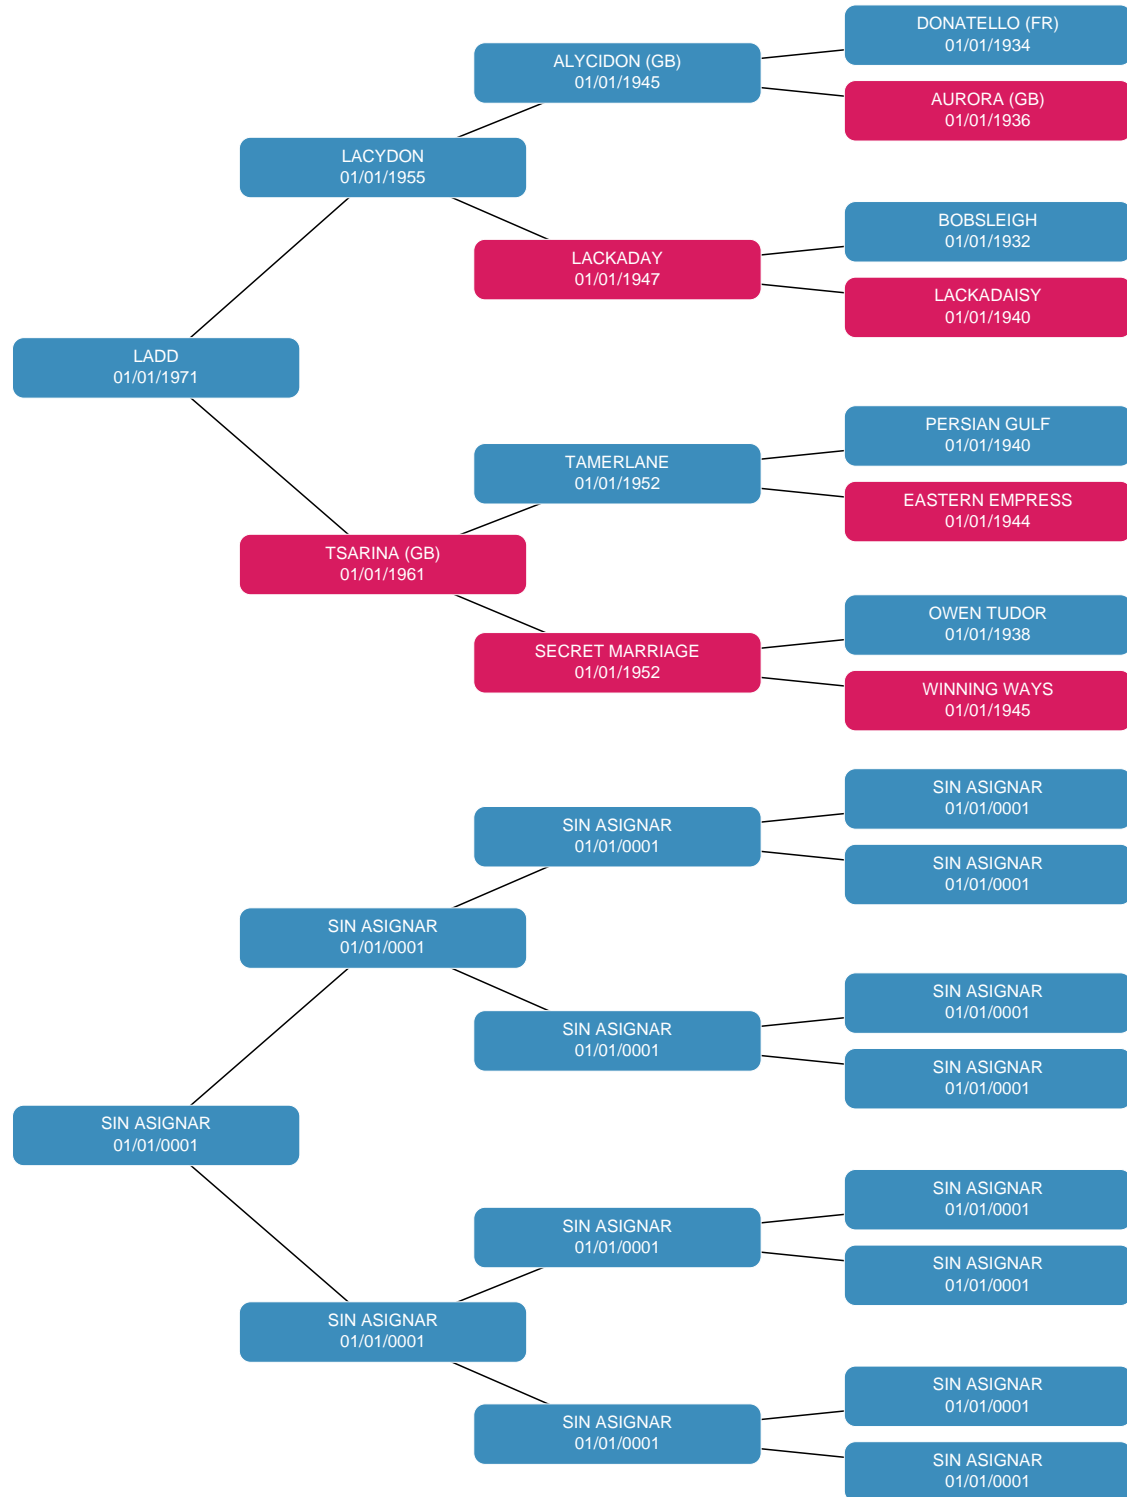 DONATELLO (FR)
01/01/1934
ALYCIDON (GB)
01/01/1945
AURORA (GB)
01/01/1936
LACYDON
01/01/1955
BOBSLEIGH
01/01/1932
LACKADAY
01/01/1947
LACKADAISY
01/01/1940
LADD
01/01/1971
PERSIAN GULF
01/01/1940
TAMERLANE
01/01/1952
EASTERN EMPRESS
01/01/1944
TSARINA (GB)
01/01/1961
OWEN TUDOR
01/01/1938
SECRET MARRIAGE
01/01/1952
WINNING WAYS
01/01/1945
SIN ASIGNAR
01/01/0001
SIN ASIGNAR
01/01/0001
SIN ASIGNAR
01/01/0001
SIN ASIGNAR
01/01/0001
SIN ASIGNAR
01/01/0001
SIN ASIGNAR
01/01/0001
SIN ASIGNAR
01/01/0001
SIN ASIGNAR
01/01/0001
SIN ASIGNAR
01/01/0001
SIN ASIGNAR
01/01/0001
SIN ASIGNAR
01/01/0001
SIN ASIGNAR
01/01/0001
SIN ASIGNAR
01/01/0001
SIN ASIGNAR
01/01/0001
SIN ASIGNAR
01/01/0001